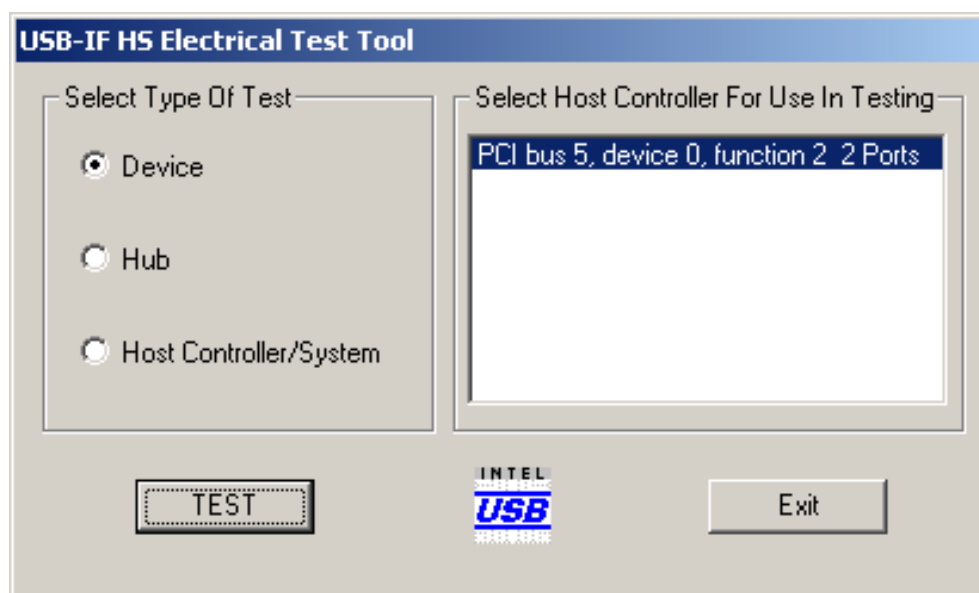 USB-IF HS Electrical Test Tool
Select Type Of Test
Select Host Controller For Use In Testing
Device
PCI bus 5, device 0, function 2  2 Ports
Hub
Host Controller/System
TEST
INTEL
USB
Exit